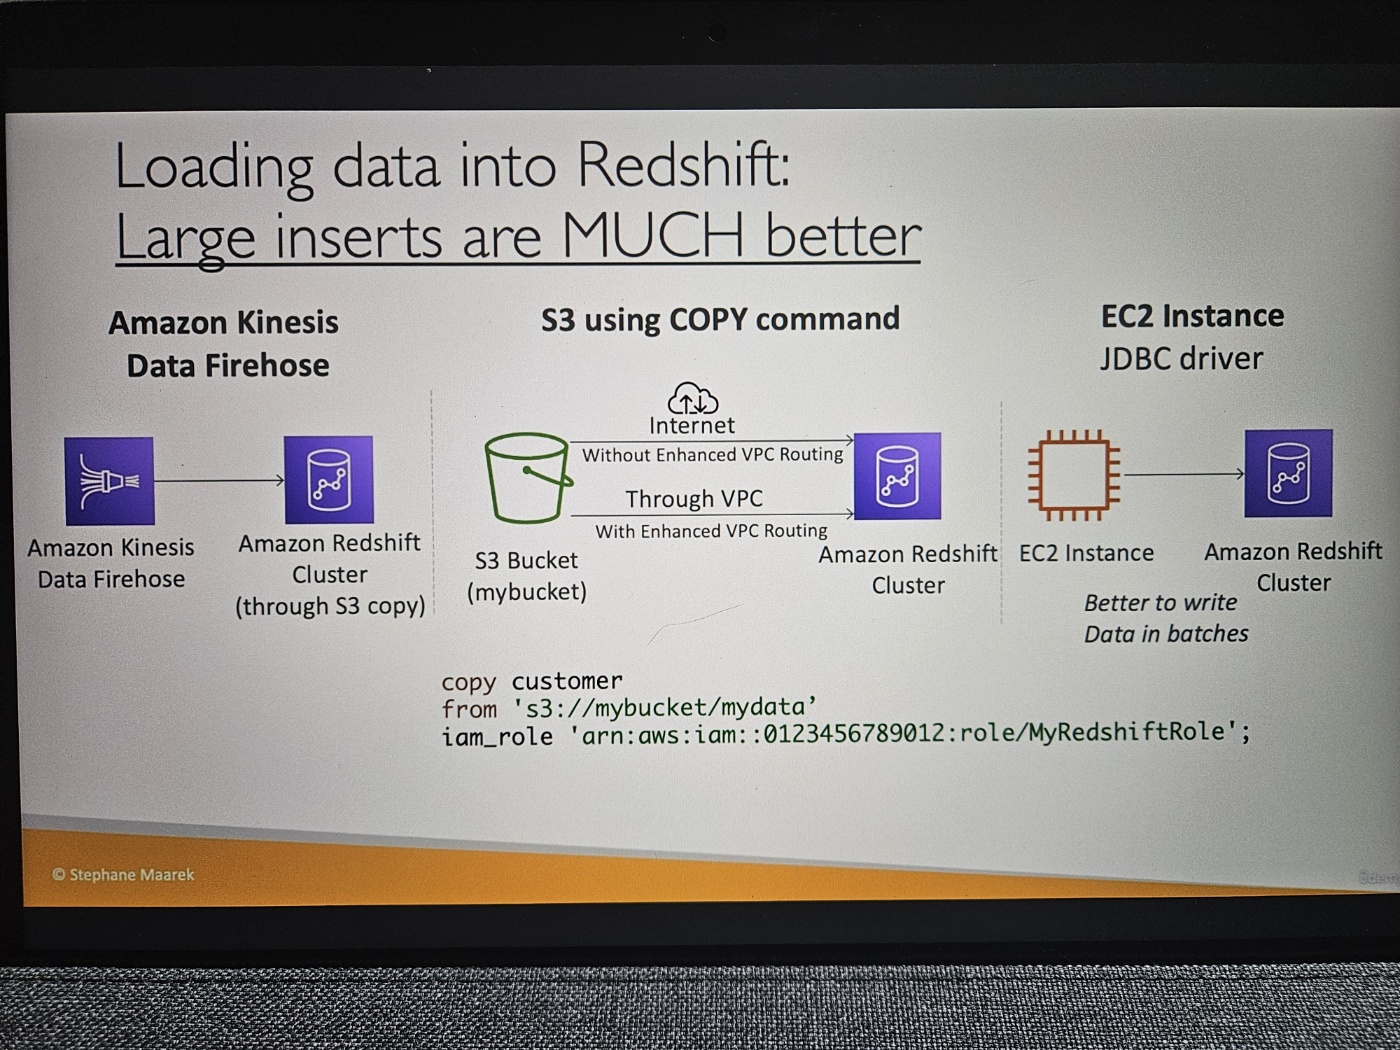 Loading data into Redshift:
Large inserts are MUCH better
Amazon Kinesis
Data Firehose
Amazon Kinesis
Data Firehose
Amazon Redshift
Cluster
(through S3 copy)
S3 using COPY command
Internet
Without Enhanced VPC Routing
Through VPC
With Enhanced VPC Routing
S3 Bucket
(mybucket)
Amazon Redshift
Cluster
EC2 Instance
JDBC driver
EC2 Instance
Amazon Redshift
Cluster
Better to write
Data in batches
copy customer
from 's3://mybucket/mydata’
iam_role 'arn:aws:iam::0123456789012:role/MyRedshiftRole';
© Stephane Maarek